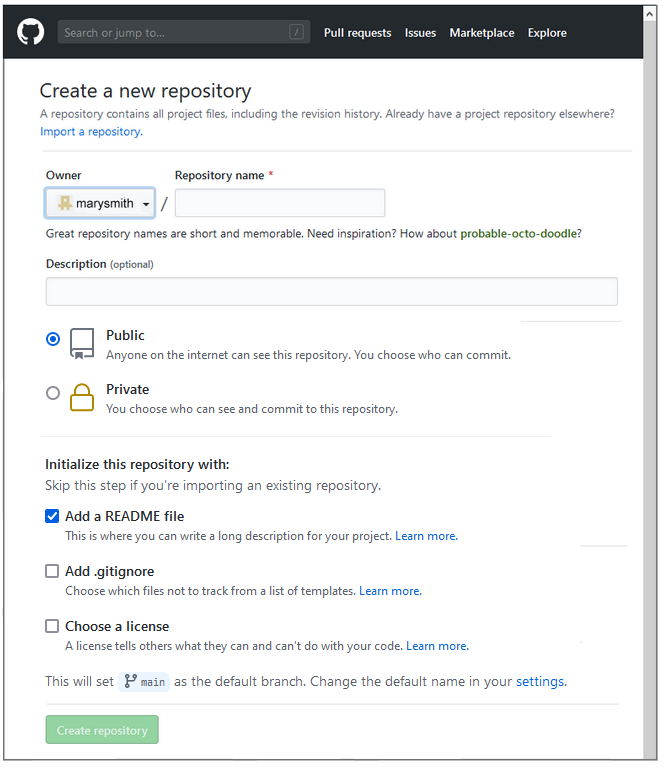 Search or jump to... /
Pull requests Issues Marketplace Explore
Create a new repository
A repository contains all project files, including the revision history. Already have a project repository elsewhere?
Import a repository.
Owner Repository name *
marysmith /
Great repository names are short and memorable. Need inspiration? How about probable-octo-doodle?
Description (optional)
Public
Anyone on the internet can see this repository. You choose who can commit.
Private
You choose who can see and commit to this repository.
Initialize this repository with:
Skip this step if you're importing an existing repository.
Add a README file
This is where you can write a long description for your project. Learn more.
Add .gitignore
Choose which files not to track from a list of templates. Learn more.
Choose a license
A license tells others what they can and can't do with your code. Learn more.
This will set main as the default branch. Change the default name in your settings.
Create repository